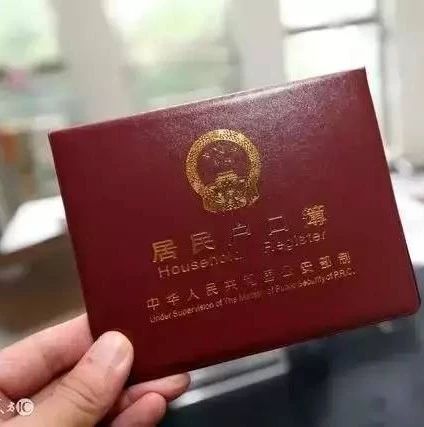 居民户口簿
Household Register
中华人民共和国公安部制
Under Supervision of The Ministry of Public Security of P.R.C.